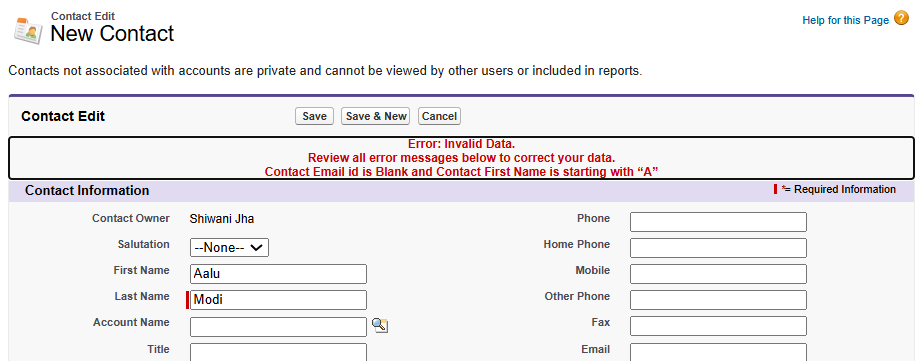 Contact Edit
New Contact
Help for this Page
Contacts not associated with accounts are private and cannot be viewed by other users or included in reports.
Contact Edit Save Save & New Cancel
Error: Invalid Data.
Review all error messages below to correct your data.
Contact Email id is Blank and Contact First Name is starting with “A”
Contact Information *= Required Information
Contact Owner Shiwani Jha Phone
Salutation --None-- Home Phone
First Name Aalu Mobile
Last Name Modi Other Phone
Account Name Fax
Title Email